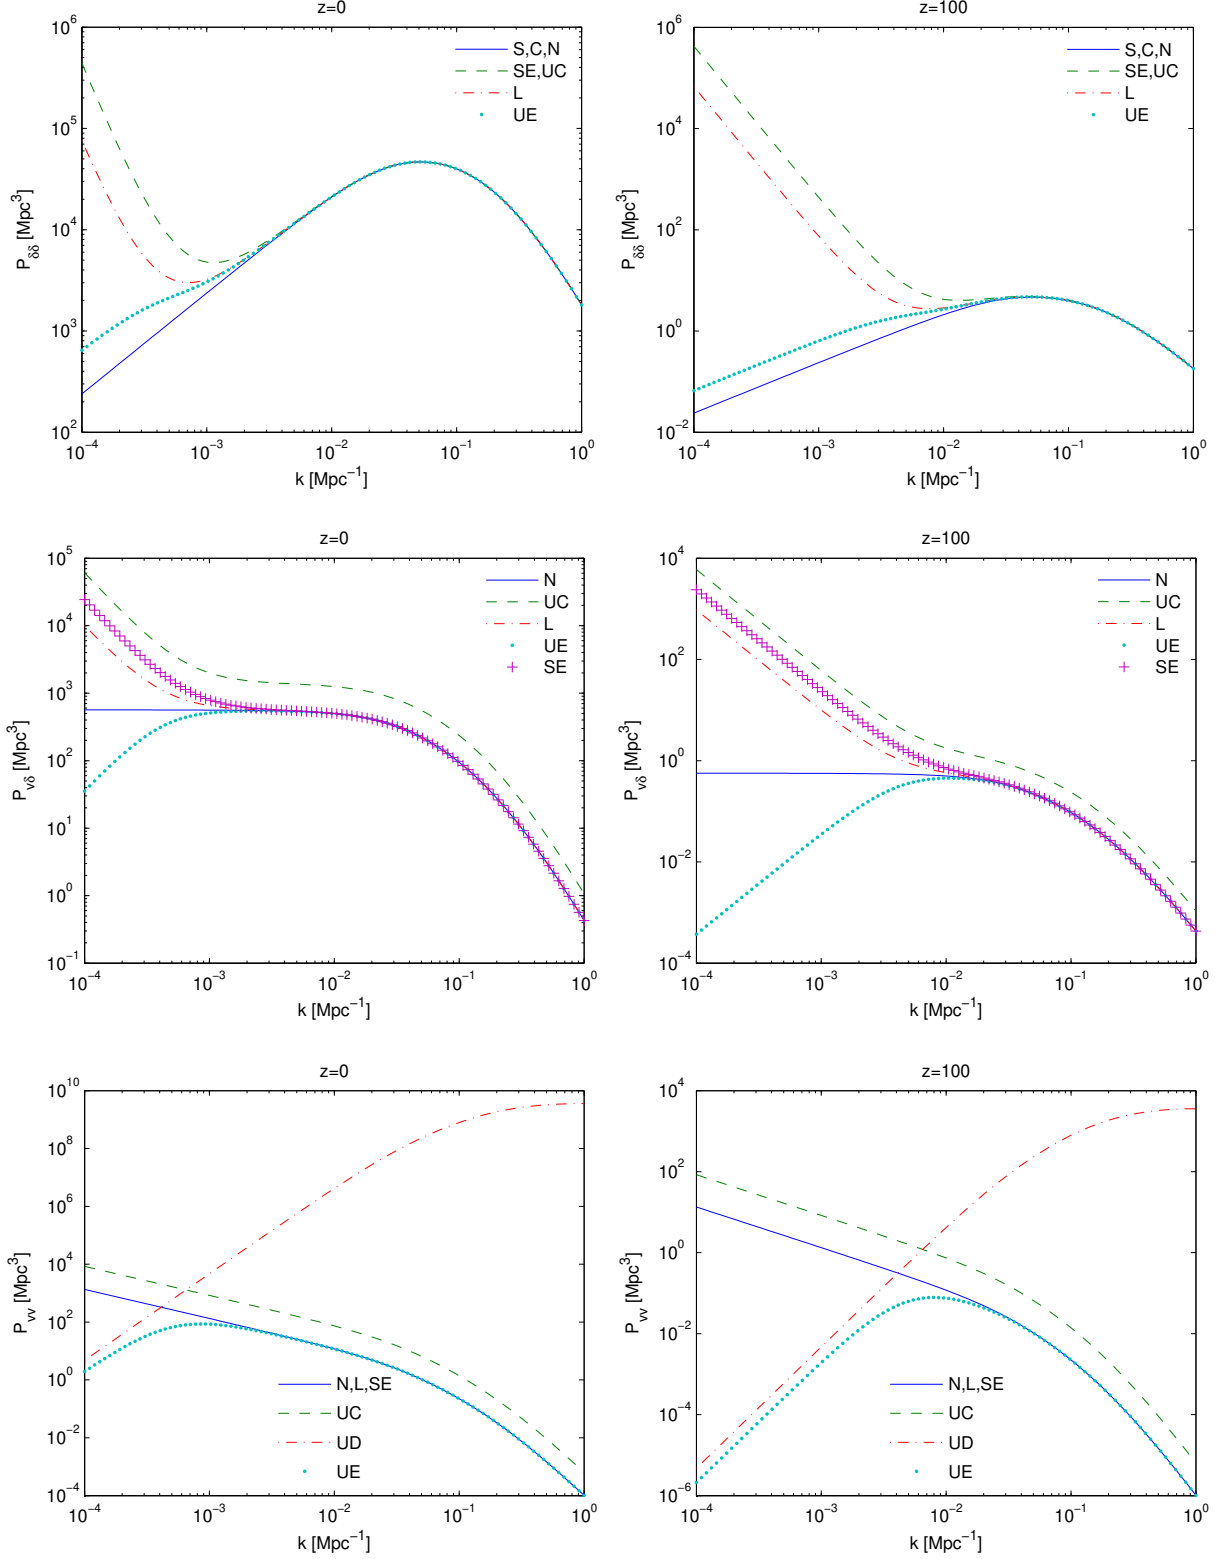 z=0
10^6
10^5
10^4
10^3
10^2
P_δδ [Mpc^3]
S,C,N
SE,UC
L
UE
10^−4 10^−3 10^−2 10^−1 10^0
k [Mpc^−1]
z=100
10^6
10^4
10^2
10^0
10^−2
P_δδ [Mpc^3]
S,C,N
SE,UC
L
UE
10^−4 10^−3 10^−2 10^−1 10^0
k [Mpc^−1]
z=0
10^5
10^4
10^3
10^2
10^1
10^0
10^−1
P_vδ [Mpc^3]
N
UC
L
UE
SE
10^−4 10^−3 10^−2 10^−1 10^0
k [Mpc^−1]
z=100
10^4
10^2
10^0
10^−2
10^−4
P_vδ [Mpc^3]
N
UC
L
UE
SE
10^−4 10^−3 10^−2 10^−1 10^0
k [Mpc^−1]
z=0
10^10
10^8
10^6
10^4
10^2
10^0
10^−2
10^−4
P_vv [Mpc^3]
N,L,SE
UC
UD
UE
10^−4 10^−3 10^−2 10^−1 10^0
k [Mpc^−1]
z=100
10^4
10^2
10^0
10^−2
10^−4
10^−6
P_vv [Mpc^3]
N,L,SE
UC
UD
UE
10^−4 10^−3 10^−2 10^−1 10^0
k [Mpc^−1]